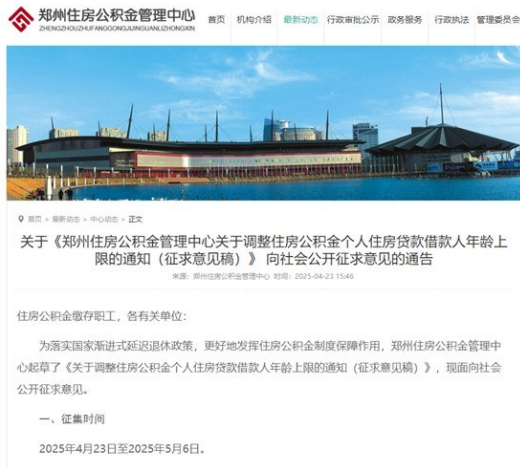 郑州住房公积金管理中心
ZHENGZHOUZHUFANGGONGJIJINGUANLIZHONGXIN
首页 机构介绍 最新动态 行政审批公示 政务服务 行政执法 管理委员会
首页 > 最新动态 > 中心动态 > 正文
关于《郑州住房公积金管理中心关于调整住房公积金个人住房贷款借款人年龄上
限的通知（征求意见稿）》 向社会公开征求意见的通告
来源：郑州住房公积金管理中心 时间：2025-04-23 15:46
住房公积金缴存职工，各有关单位：
为落实国家渐进式延迟退休政策，更好地发挥住房公积金制度保障作用，郑州住房公积金管理中
心起草了《关于调整住房公积金个人住房贷款借款人年龄上限的通知（征求意见稿）》，现面向社会
公开征求意见。
一、征集时间
2025年4月23日至2025年5月6日。